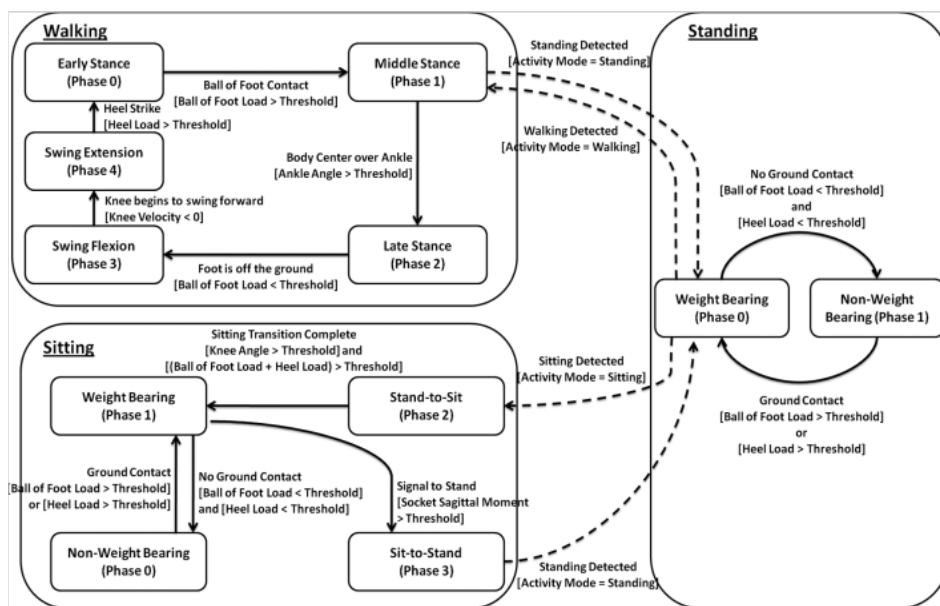 Walking
Early Stance
(Phase 0)
Ball of Foot Contact
[Ball of Foot Load > Threshold]
Middle Stance
(Phase 1)
Heel Strike
[Heel Load > Threshold]
Swing Extension
(Phase 4)
Body Center over Ankle
[Ankle Angle > Threshold]
Knee begins to swing forward
[Knee Velocity < 0]
Swing Flexion
(Phase 3)
Late Stance
(Phase 2)
Foot is off the ground
[Ball of Foot Load < Threshold]
Standing Detected
[Activity Mode = Standing]
Walking Detected
[Activity Mode = Walking]
Standing
No Ground Contact
[Ball of Foot Load < Threshold]
and
[Heel Load < Threshold]
Weight Bearing
(Phase 0)
Non-Weight
Bearing (Phase 1)
Ground Contact
[Ball of Foot Load > Threshold]
or
[Heel Load > Threshold]
Sitting Detected
[Activity Mode = Sitting]
Sitting
Sitting Transition Complete
[Knee Angle > Threshold] and
[(Ball of Foot Load + Heel Load) > Threshold]
Weight Bearing
(Phase 1)
Stand-to-Sit
(Phase 2)
Ground Contact
[Ball of Foot Load > Threshold]
or [Heel Load > Threshold]
No Ground Contact
[Ball of Foot Load < Threshold]
and [Heel Load < Threshold]
Signal to Stand
[Socket Sagittal Moment
> Threshold]
Non-Weight Bearing
(Phase 0)
Sit-to-Stand
(Phase 3)
Standing Detected
[Activity Mode = Standing]